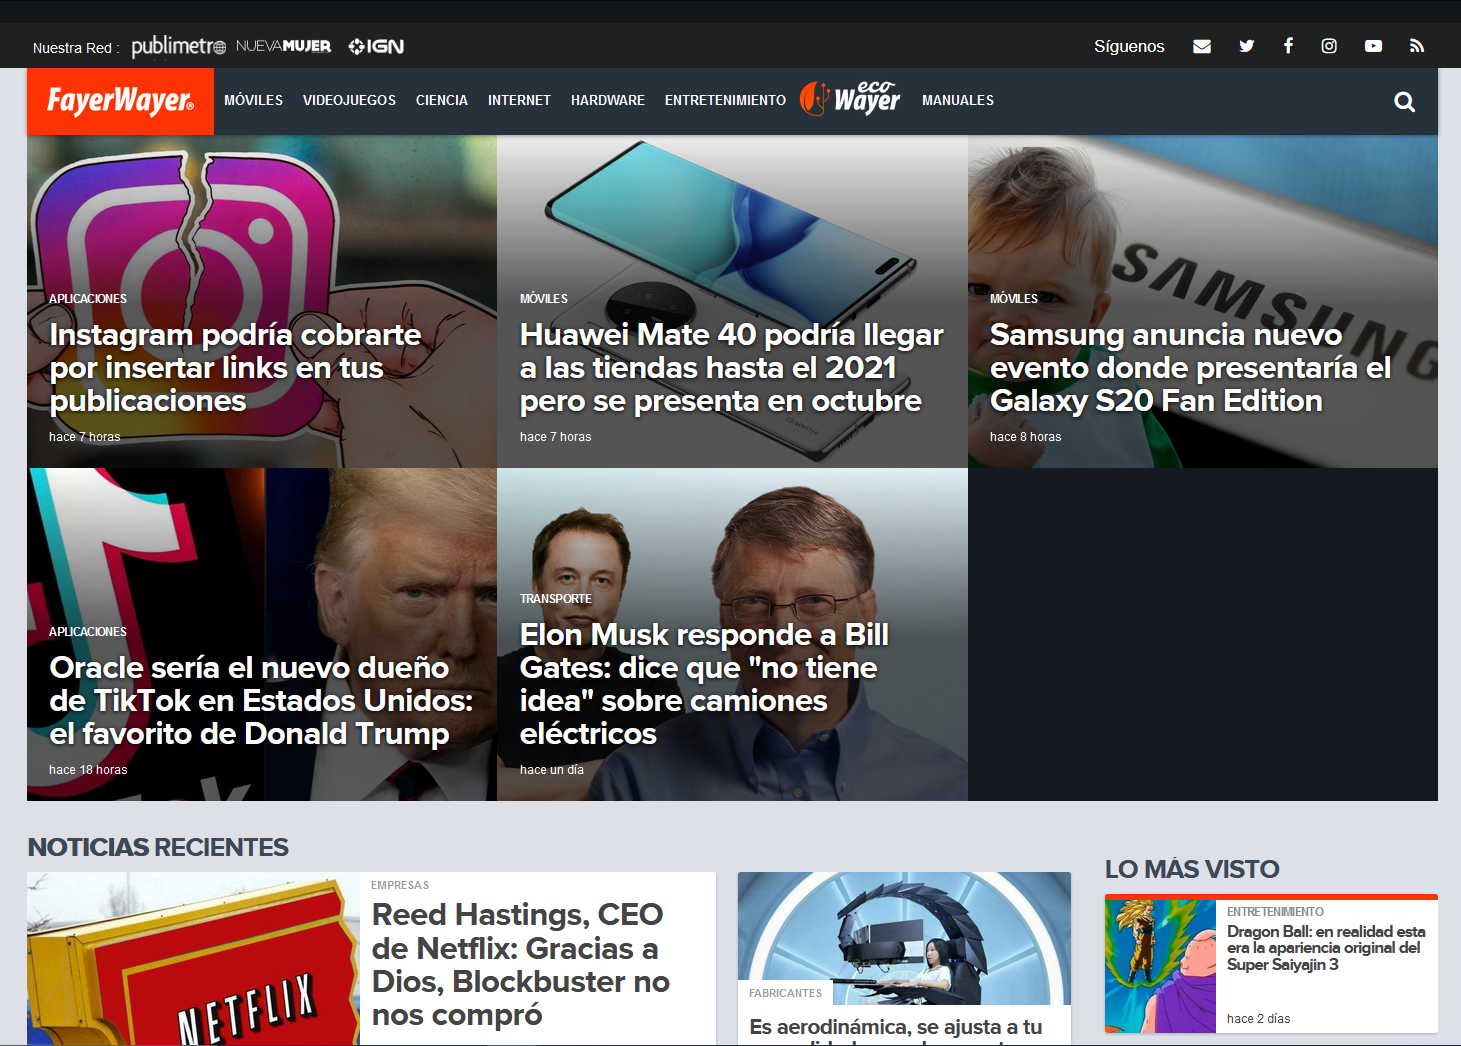 Nuestra Red :
publimetro
NUEVAMUJER
IGN
Síguenos
FayerWayer®
MÓVILES
VIDEOJUEGOS
CIENCIA
INTERNET
HARDWARE
ENTRETENIMIENTO
eco
Wayer
MANUALES
APLICACIONES
Instagram podría cobrarte
por insertar links en tus
publicaciones
hace 7 horas
MÓVILES
Huawei Mate 40 podría llegar
a las tiendas hasta el 2021
pero se presenta en octubre
hace 7 horas
HUAWEI
MÓVILES
Samsung anuncia nuevo
evento donde presentaría el
Galaxy S20 Fan Edition
hace 8 horas
SAMSUNG
APLICACIONES
Oracle sería el nuevo dueño
de TikTok en Estados Unidos:
el favorito de Donald Trump
hace 18 horas
TRANSPORTE
Elon Musk responde a Bill
Gates: dice que "no tiene
idea" sobre camiones
eléctricos
hace un día
NOTICIAS RECIENTES
NETFLIX
EMPRESAS
Reed Hastings, CEO
de Netflix: Gracias a
Dios, Blockbuster no
nos compró
FABRICANTES
Es aerodinámica, se ajusta a tu
LO MÁS VISTO
ENTRETENIMIENTO
Dragon Ball: en realidad esta
era la apariencia original del
Super Saiyajin 3
hace 2 días